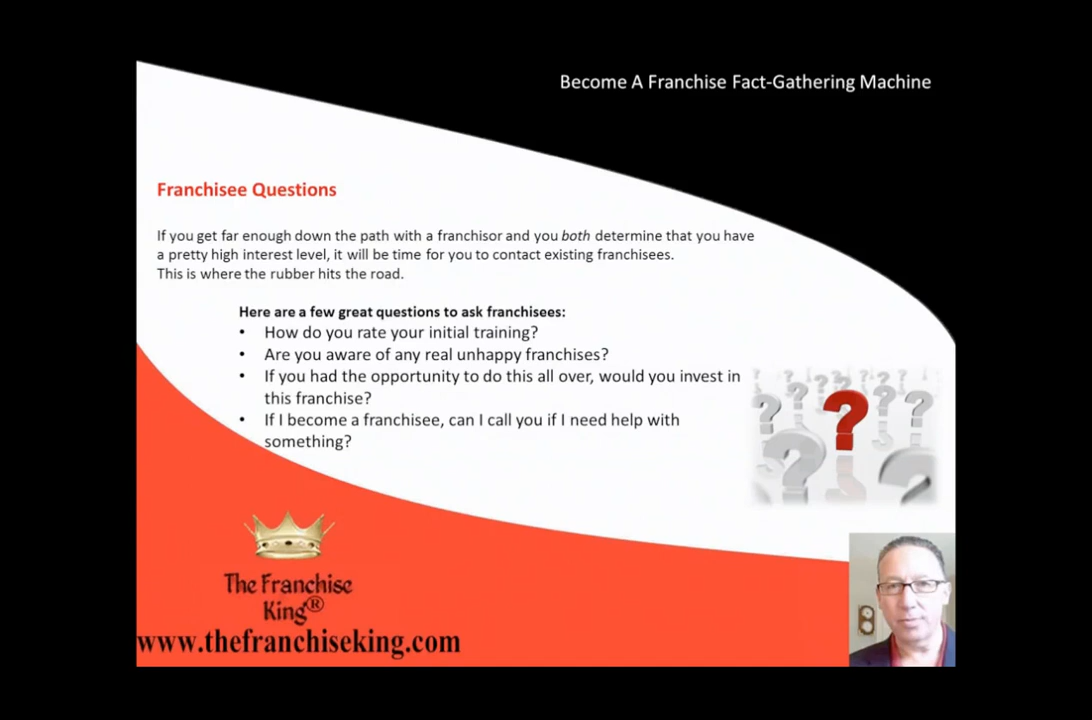 Become A Franchise Fact-Gathering Machine
Franchisee Questions
If you get far enough down the path with a franchisor and you both determine that you have
a pretty high interest level, it will be time for you to contact existing franchisees.
This is where the rubber hits the road.
Here are a few great questions to ask franchisees:
• How do you rate your initial training?
• Are you aware of any real unhappy franchises?
• If you had the opportunity to do this all over, would you invest in
this franchise?
• If I become a franchisee, can I call you if I need help with
something?
The Franchise
King®
www.thefranchiseking.com